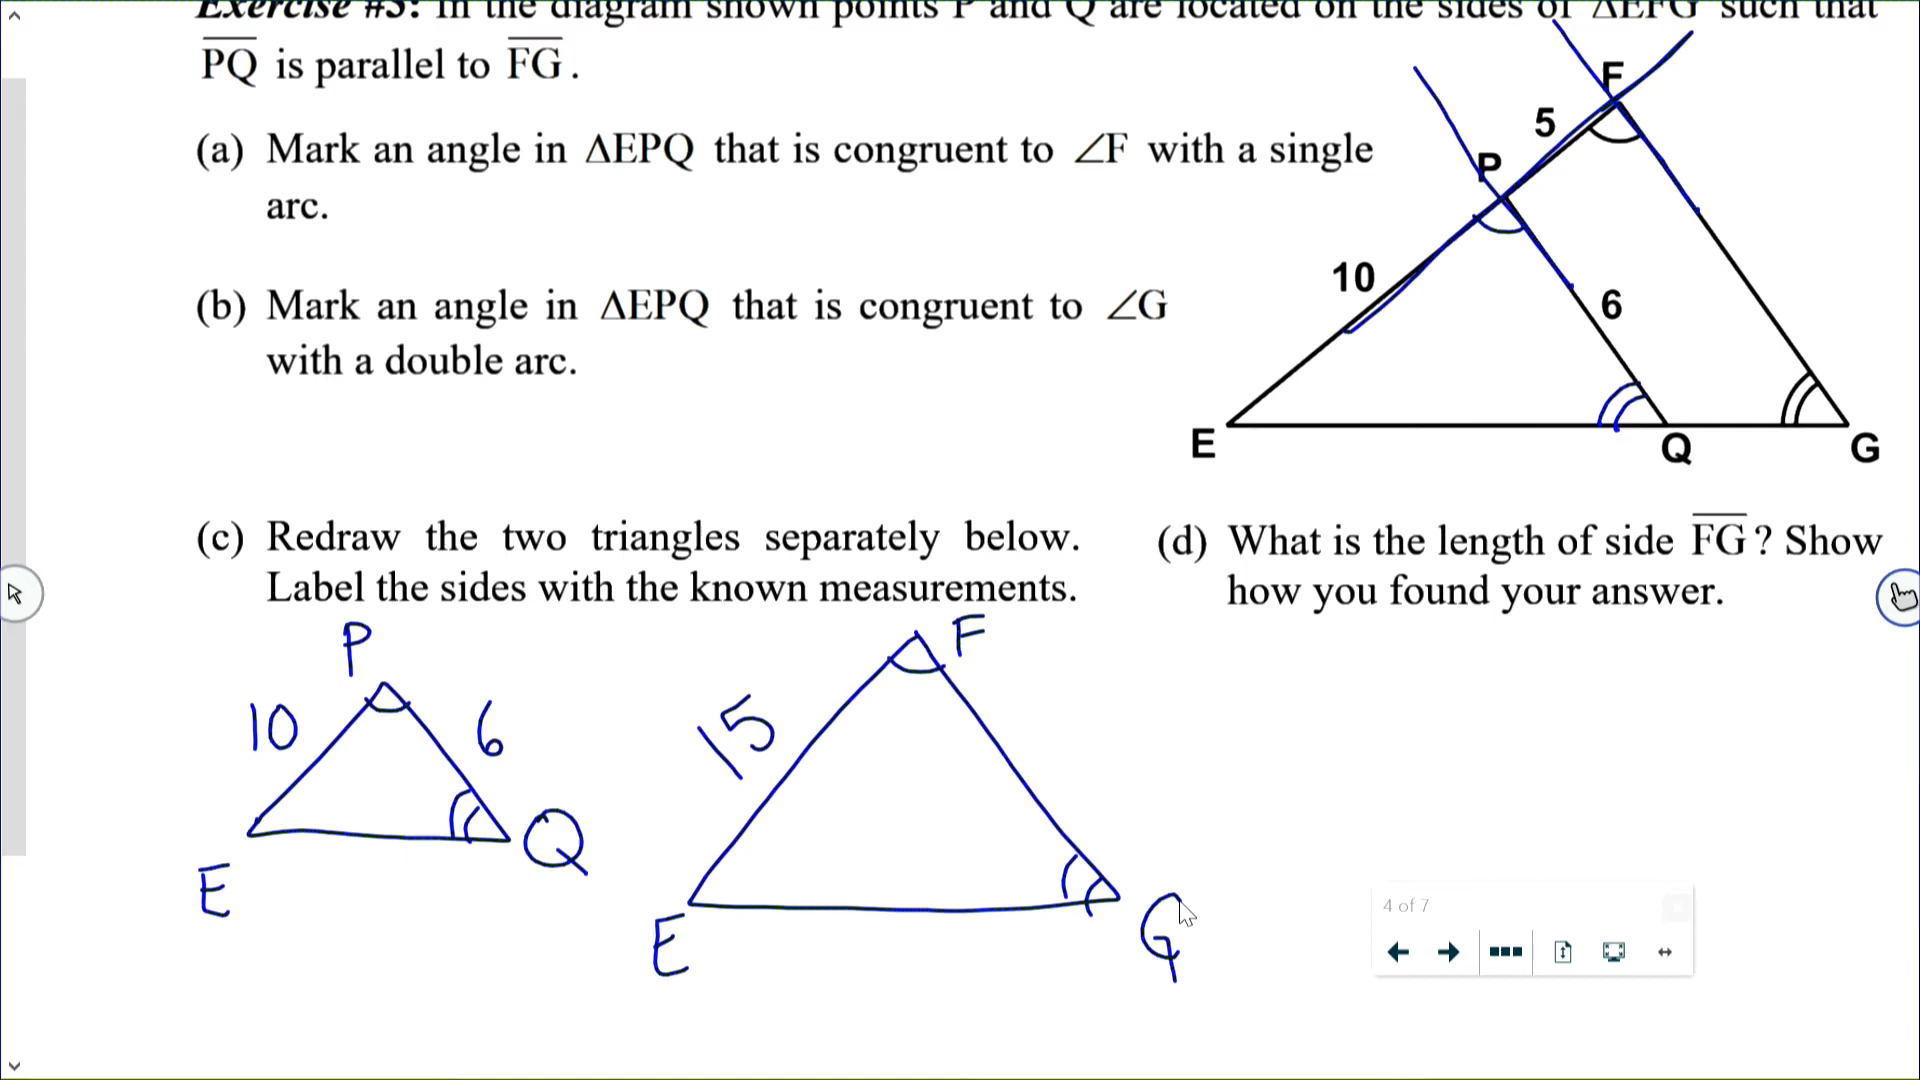 Exercise #3: In the diagram shown points P and Q are located on the sides of ΔEFG such that
PQ is parallel to FG.
(a) Mark an angle in ΔEPQ that is congruent to ∠F with a single
arc.
(b) Mark an angle in ΔEPQ that is congruent to ∠G
with a double arc.
F
5
P
10
6
E
Q
G
(c) Redraw the two triangles separately below.
Label the sides with the known measurements.
(d) What is the length of side FG? Show
how you found your answer.
P
10
6
E
Q
F
15
E
G
4 of 7